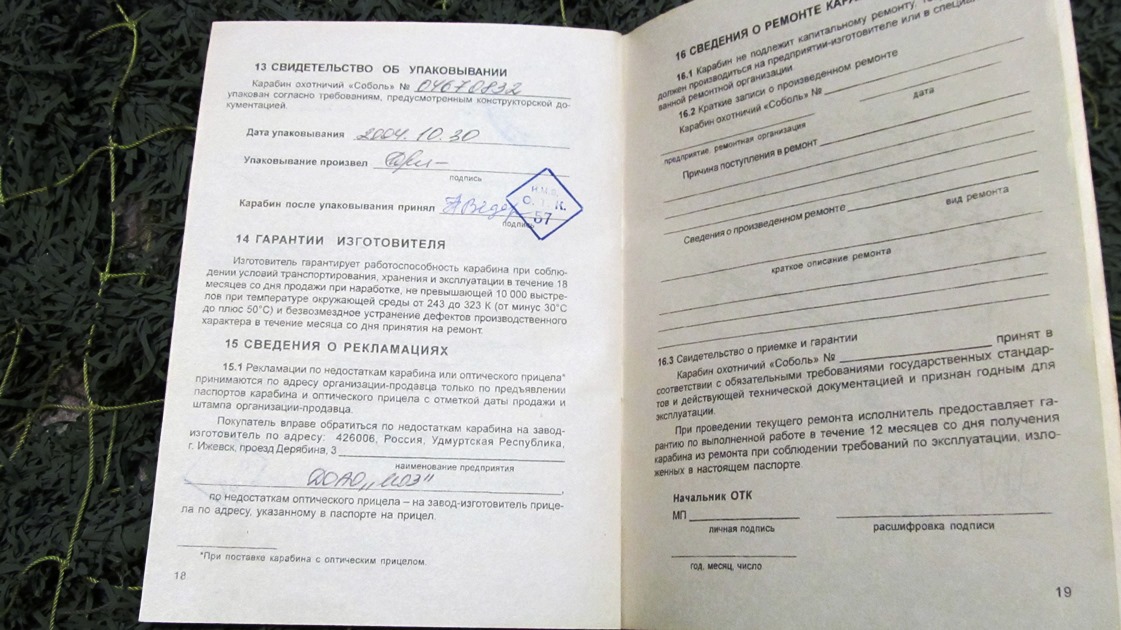 13 СВИДЕТЕЛЬСТВО ОБ УПАКОВЫВАНИИ
Карабин охотничий «Соболь» № 04670832
упакован согласно требованиям, предусмотренным конструкторской до-
кументацией.
Дата упаковывания 2004.10.30
Упаковывание произвел
подпись
Карабин после упаковывания принял
подпись
О. Т. К.
57
14 ГАРАНТИИ ИЗГОТОВИТЕЛЯ
Изготовитель гарантирует работоспособность карабина при соблю-
дении условий транспортирования, хранения и эксплуатации в течение 18
месяцев со дня продажи при наработке, не превышающей 10 000 выстре-
лов при температуре окружающей среды от 243 до 323 К (от минус 30°С
до плюс 50°С) и безвозмездное устранение дефектов производственного
характера в течение месяца со дня принятия на ремонт.
15 СВЕДЕНИЯ О РЕКЛАМАЦИЯХ
15.1 Рекламации по недостаткам карабина или оптического прицела*
принимаются по адресу организации-продавца только по предъявлении
паспортов карабина и оптического прицела с отметкой даты продажи и
штампа организации-продавца.
Покупатель вправе обратиться по недостаткам карабина на завод-
изготовитель по адресу: 426006, Россия, Удмуртская Республика,
г. Ижевск, проезд Дерябина, 3
наименование предприятия
ДОАО „ИОЗ"
по недостаткам оптического прицела – на завод-изготовитель прице-
ла по адресу, указанному в паспорте на прицел.
*При поставке карабина с оптическим прицелом.
18
16 СВЕДЕНИЯ О РЕМОНТЕ
16.1 Карабин не подлежит капитальному ремонту.
должен производиться на предприятии-изготовителе или в специали
ванной ремонтной организации.
16.2 Краткие записи о произведенном ремонте
Карабин охотничий «Соболь» №
дата
предприятие, ремонтная организация
Причина поступления в ремонт
Сведения о произведенном ремонте
вид ремонта
краткое описание ремонта
16.3 Свидетельство о приемке и гарантии
Карабин охотничий «Соболь» № принят в
соответствии с обязательными требованиями государственных стандар-
тов и действующей технической документацией и признан годным для
эксплуатации.
При проведении текущего ремонта исполнитель предоставляет га-
рантию по выполненной работе в течение 12 месяцев со дня получения
карабина из ремонта при соблюдении требований по эксплуатации, изло-
женных в настоящем паспорте.
Начальник ОТК
МП
личная подпись
расшифровка подписи
год, месяц, число
19